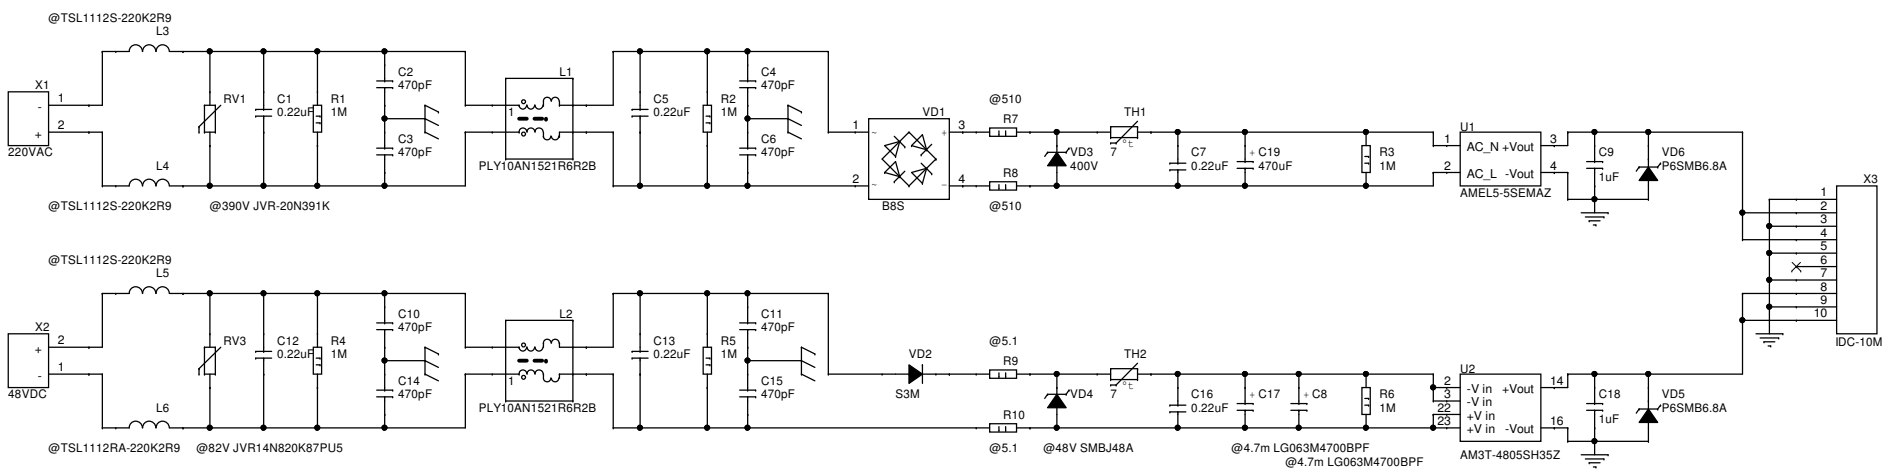 @TSL1112S-220K2R9
L3
X1
- 1
+ 2
220VAC
L4
@TSL1112S-220K2R9
RV1
@390V JVR-20N391K
C1
0.22uF
R1
1M
C2
470pF
C3
470pF
L1
1
PLY10AN1521R6R2B
C5
0.22uF
R2
1M
C4
470pF
C6
470pF
VD1
1 ~ + 3
2 ~ - 4
B8S
@510
R7
R8
@510
VD3
400V
TH1
7 °t
C7
0.22uF
+ C19
470uF
R3
1M
U1
1 AC_N +Vout 3
2 AC_L -Vout 4
AMEL5-5SEMAZ
C9
1uF
VD6
P6SMB6.8A
X3
1
2
3
4
5
6
7
8
9
10
IDC-10M
@TSL1112S-220K2R9
L5
X2
+ 2
- 1
48VDC
L6
@TSL1112RA-220K2R9
RV3
@82V JVR14N820K87PU5
C12
0.22uF
R4
1M
C10
470pF
C14
470pF
L2
1
PLY10AN1521R6R2B
C13
0.22uF
R5
1M
C11
470pF
C15
470pF
VD2
S3M
@5.1
R9
R10
@5.1
VD4
@48V SMBJ48A
TH2
7 °t
C16
0.22uF
+ C17
+ C8
@4.7m LG063M4700BPF
@4.7m LG063M4700BPF
R6
1M
U2
2 -V in +Vout 14
3 -V in
22 +V in
23 +V in -Vout 16
AM3T-4805SH35Z
C18
1uF
VD5
P6SMB6.8A